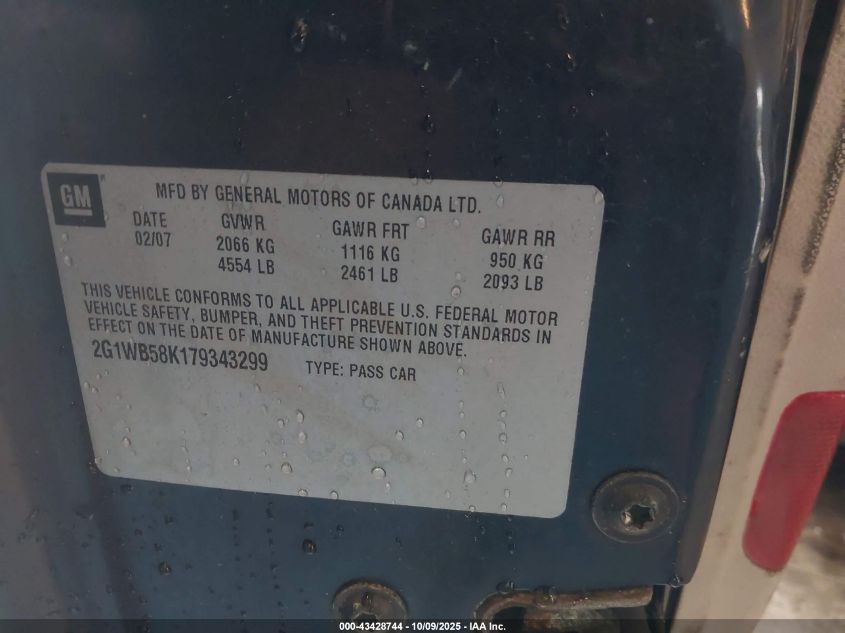 GM
MFD BY GENERAL MOTORS OF CANADA LTD.
DATE GVWR GAWR FRT GAWR RR
02/07 2066 KG 1116 KG 950 KG
4554 LB 2461 LB 2093 LB
THIS VEHICLE CONFORMS TO ALL APPLICABLE U.S. FEDERAL MOTOR
VEHICLE SAFETY, BUMPER, AND THEFT PREVENTION STANDARDS IN
EFFECT ON THE DATE OF MANUFACTURE SHOWN ABOVE.
2G1WB58K179343299 TYPE: PASS CAR
000-43428744 - 10/09/2025 - IAA Inc.